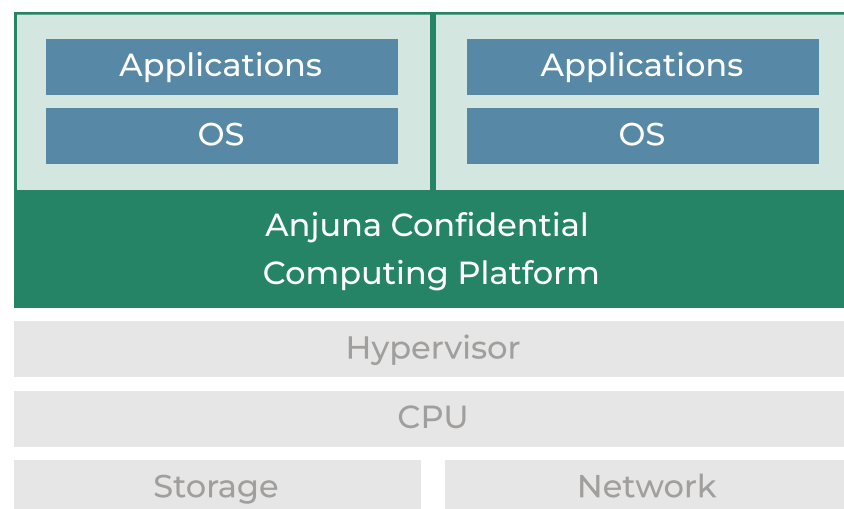 Applications
Applications
OS
OS
Anjuna Confidential
Computing Platform
Hypervisor
CPU
Storage
Network